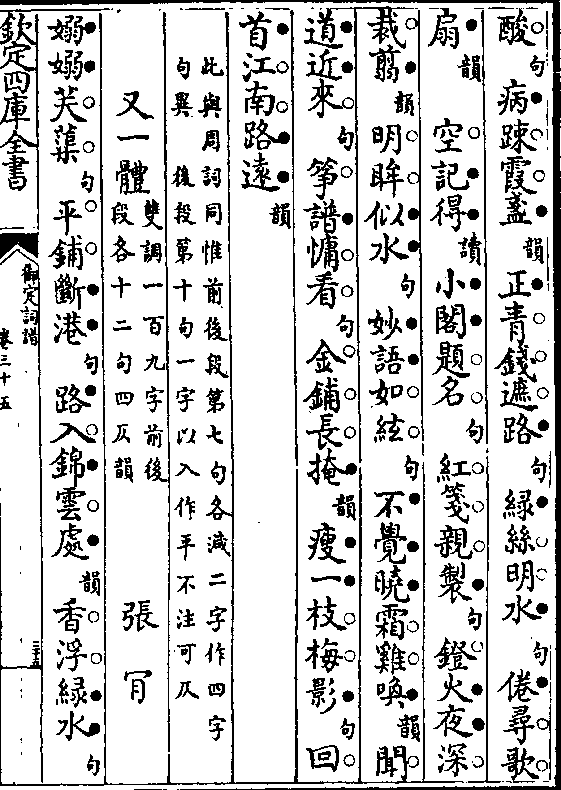 酸句 病踈霞盞韻 正青錢遮路句 緑絲明水句 倦尋歌
扇韻 空記得讀 小閣題名句 紅箋親製句 鐙火夜深
裁翦韻 明眸似水句 妙語如絃句 不覺曉霜雞喚韻 聞
道近來句 筝譜慵看句 金鋪長掩韻 瘦一枝梅影句 回
首江南路遠韻
此與周詞同惟前後段第七句各減二字作四字
句異 後段第十句一字以入作平不注可仄
又一體 雙調一百九字前後
段各十二句四仄韻 張肎
嫋嫋芙蕖句 平鋪斷港句 路入錦雲處韻 香浮緑水句
欽定四庫全書
御定詞譜
卷三十五